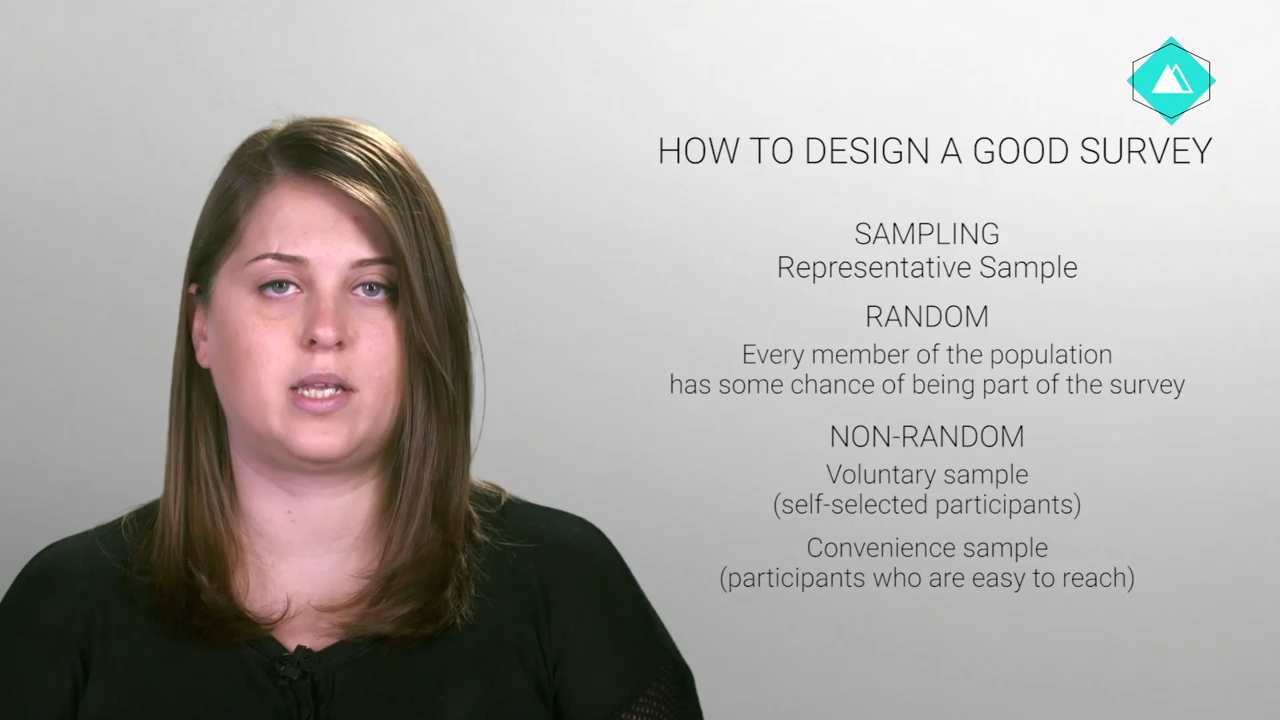 HOW TO DESIGN A GOOD SURVEY
SAMPLING
Representative Sample
RANDOM
Every member of the population
has some chance of being part of the survey
NON-RANDOM
Voluntary sample
(self-selected participants)
Convenience sample
(participants who are easy to reach)